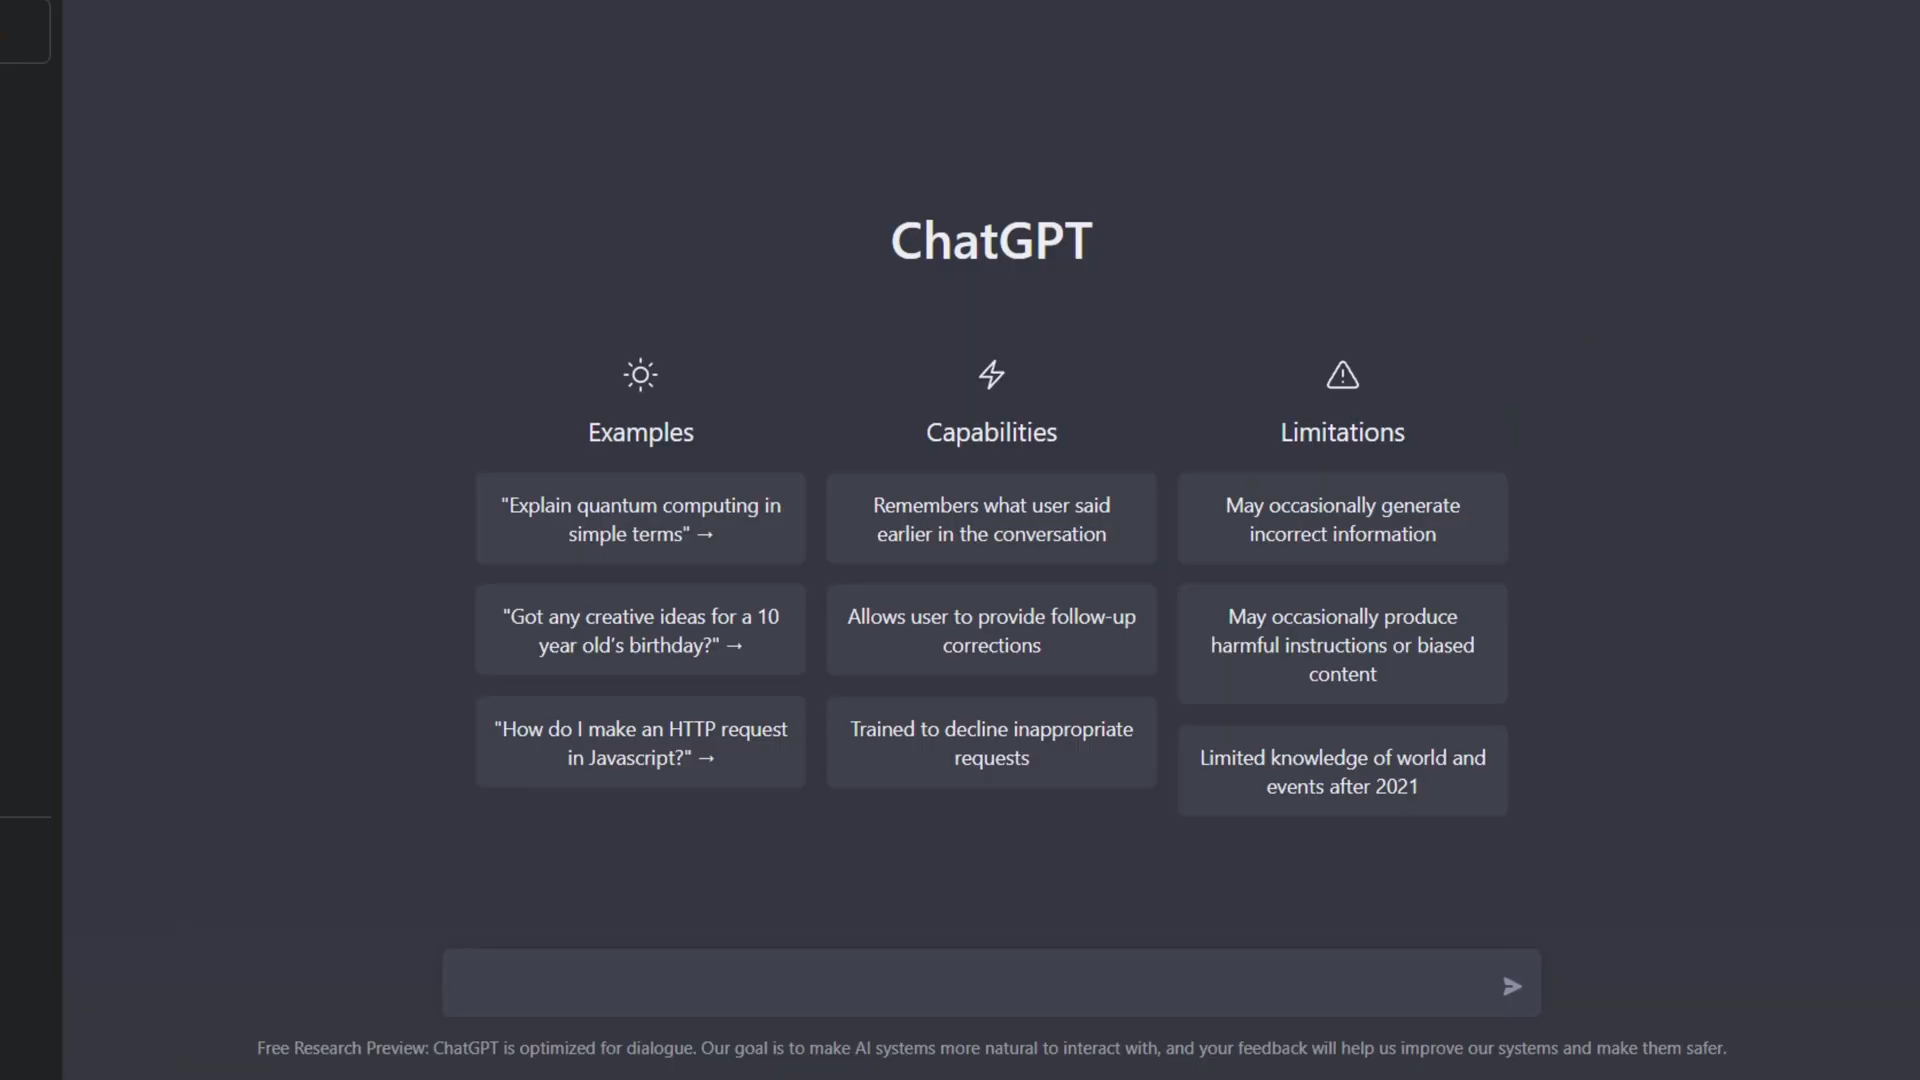 ChatGPT
Examples
"Explain quantum computing in
simple terms" →
"Got any creative ideas for a 10
year old's birthday?" →
"How do I make an HTTP request
in Javascript?" →
Capabilities
Remembers what user said
earlier in the conversation
Allows user to provide follow-up
corrections
Trained to decline inappropriate
requests
Limitations
May occasionally generate
incorrect information
May occasionally produce
harmful instructions or biased
content
Limited knowledge of world and
events after 2021
Free Research Preview: ChatGPT is optimized for dialogue. Our goal is to make AI systems more natural to interact with, and your feedback will help us improve our systems and make them safer.